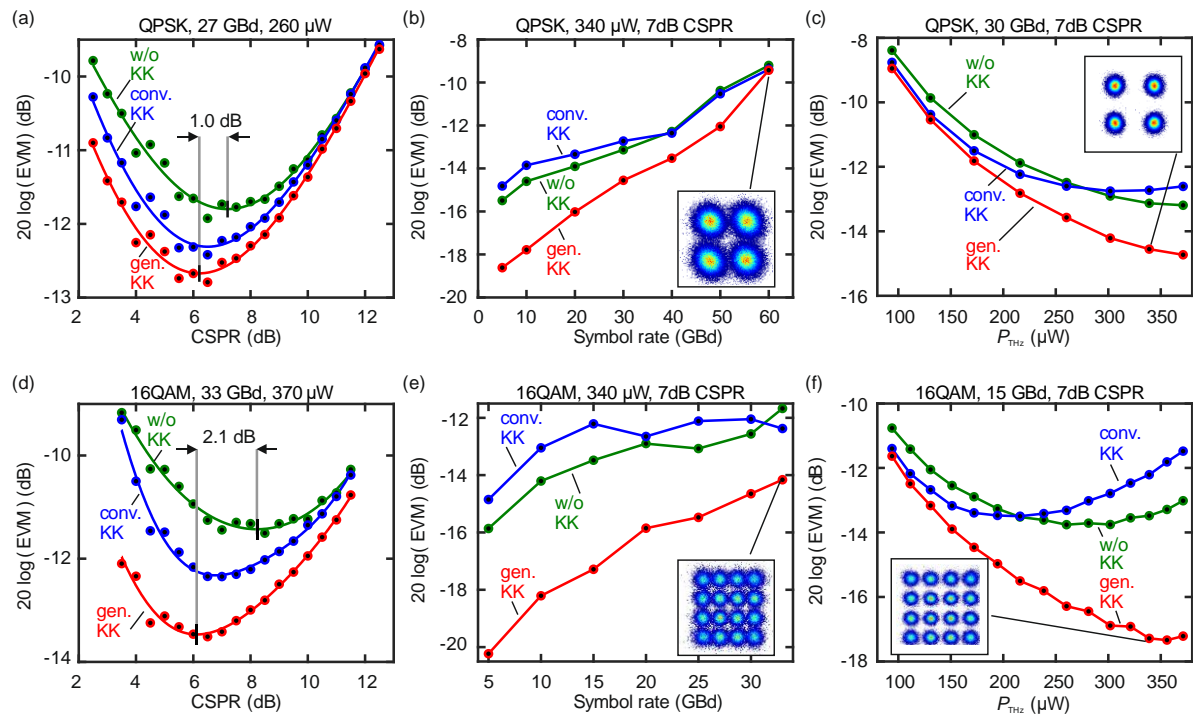 (a)
QPSK, 27 GBd, 260 µW
20 log( EVM ) (dB)
-10
-11
-12
-13
w/o
KK
conv.
KK
1.0 dB
gen.
KK
2 4 6 8 10 12
CSPR (dB)
(b)
QPSK, 340 µW, 7dB CSPR
20 log( EVM ) (dB)
-8
-10
-12
-14
-16
-18
-20
conv.
KK
w/o
KK
gen.
KK
0 10 20 30 40 50 60
Symbol rate (GBd)
(c)
QPSK, 30 GBd, 7dB CSPR
20 log( EVM ) (dB)
-8
-10
-12
-14
-16
w/o
KK
conv.
KK
gen.
KK
100 150 200 250 300 350
P_THz (µW)
(d)
16QAM, 33 GBd, 370 µW
20 log( EVM ) (dB)
-10
-12
-14
w/o
KK
2.1 dB
conv.
KK
gen.
KK
2 4 6 8 10 12
CSPR (dB)
(e)
16QAM, 340 µW, 7dB CSPR
20 log( EVM ) (dB)
-12
-14
-16
-18
-20
conv.
KK
w/o
KK
gen.
KK
5 10 15 20 25 30
Symbol rate (GBd)
(f)
16QAM, 15 GBd, 7dB CSPR
20 log( EVM ) (dB)
-10
-12
-14
-16
-18
conv.
KK
w/o
KK
gen.
KK
100 150 200 250 300 350
P_THz (µW)